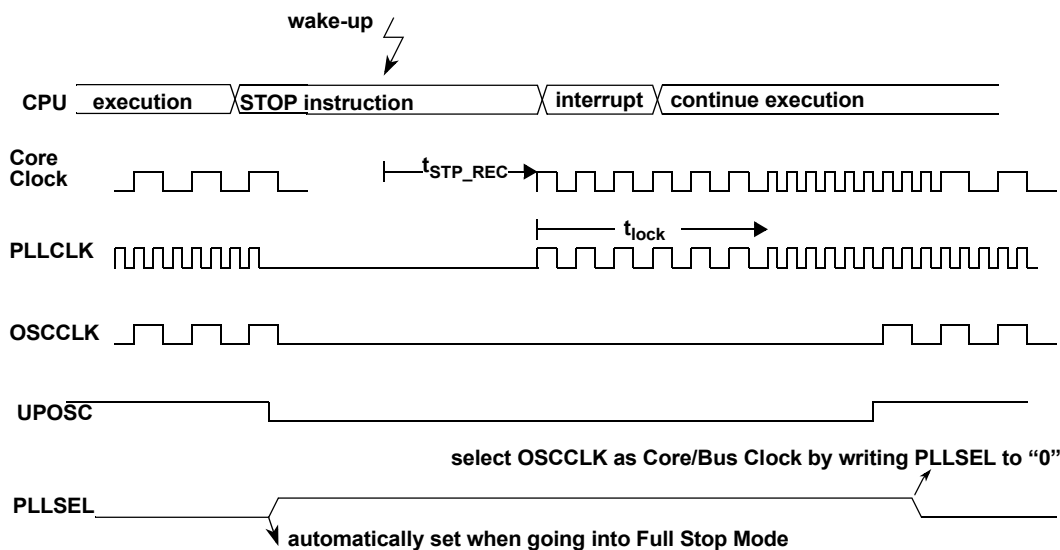 wake-up
CPU
execution
STOP instruction
interrupt
continue execution
Core
Clock
tSTP_REC
PLLCLK
tlock
OSCCLK
UPOSC
select OSCCLK as Core/Bus Clock by writing PLLSEL to “0”
PLLSEL
automatically set when going into Full Stop Mode